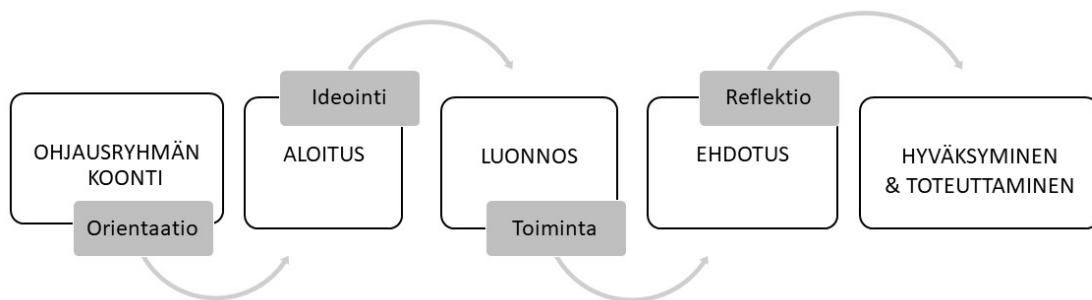 OHJAUSRYHMÄN
KOONTI
Orientaatio
ALOITUS
Ideointi
LUONNOS
Toiminta
EHDOTUS
Reflektio
HYVÄKSYMINEN
& TOTEUTTAMINEN